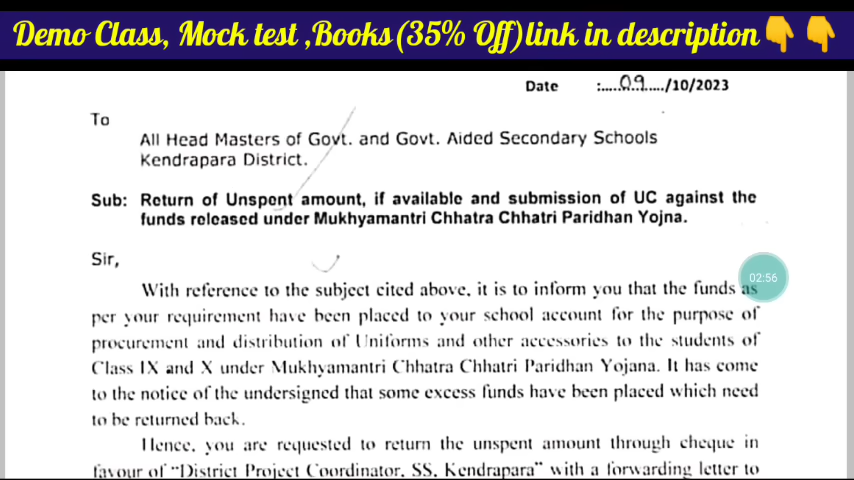 Demo Class, Mock test ,Books(35% Off)link in description👇👇
Date :.....09..../10/2023
To
All Head Masters of Govt. and Govt. Aided Secondary Schools
Kendrapara District.
Sub: Return of Unspent amount, if available and submission of UC against the
funds released under Mukhyamantri Chhatra Chhatri Paridhan Yojna.
Sir,
02:56
With reference to the subject cited above, it is to inform you that the funds as
per your requirement have been placed to your school account for the purpose of
procurement and distribution of Uniforms and other accessories to the students of
Class IX and X under Mukhyamantri Chhatra Chhatri Paridhan Yojana. It has come
to the notice of the undersigned that some excess funds have been placed which need
to be returned back.
Hence, you are requested to return the unspent amount through cheque in
favour of "District Project Coordinator, SS, Kendrapara" with a forwarding letter to